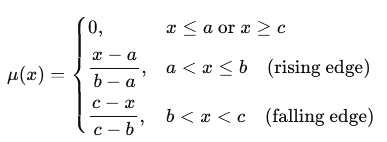 μ(x) = { 0, x ≤ a or x ≥ c
(x − a)/(b − a), a < x ≤ b (rising edge)
(c − x)/(c − b), b < x < c (falling edge)